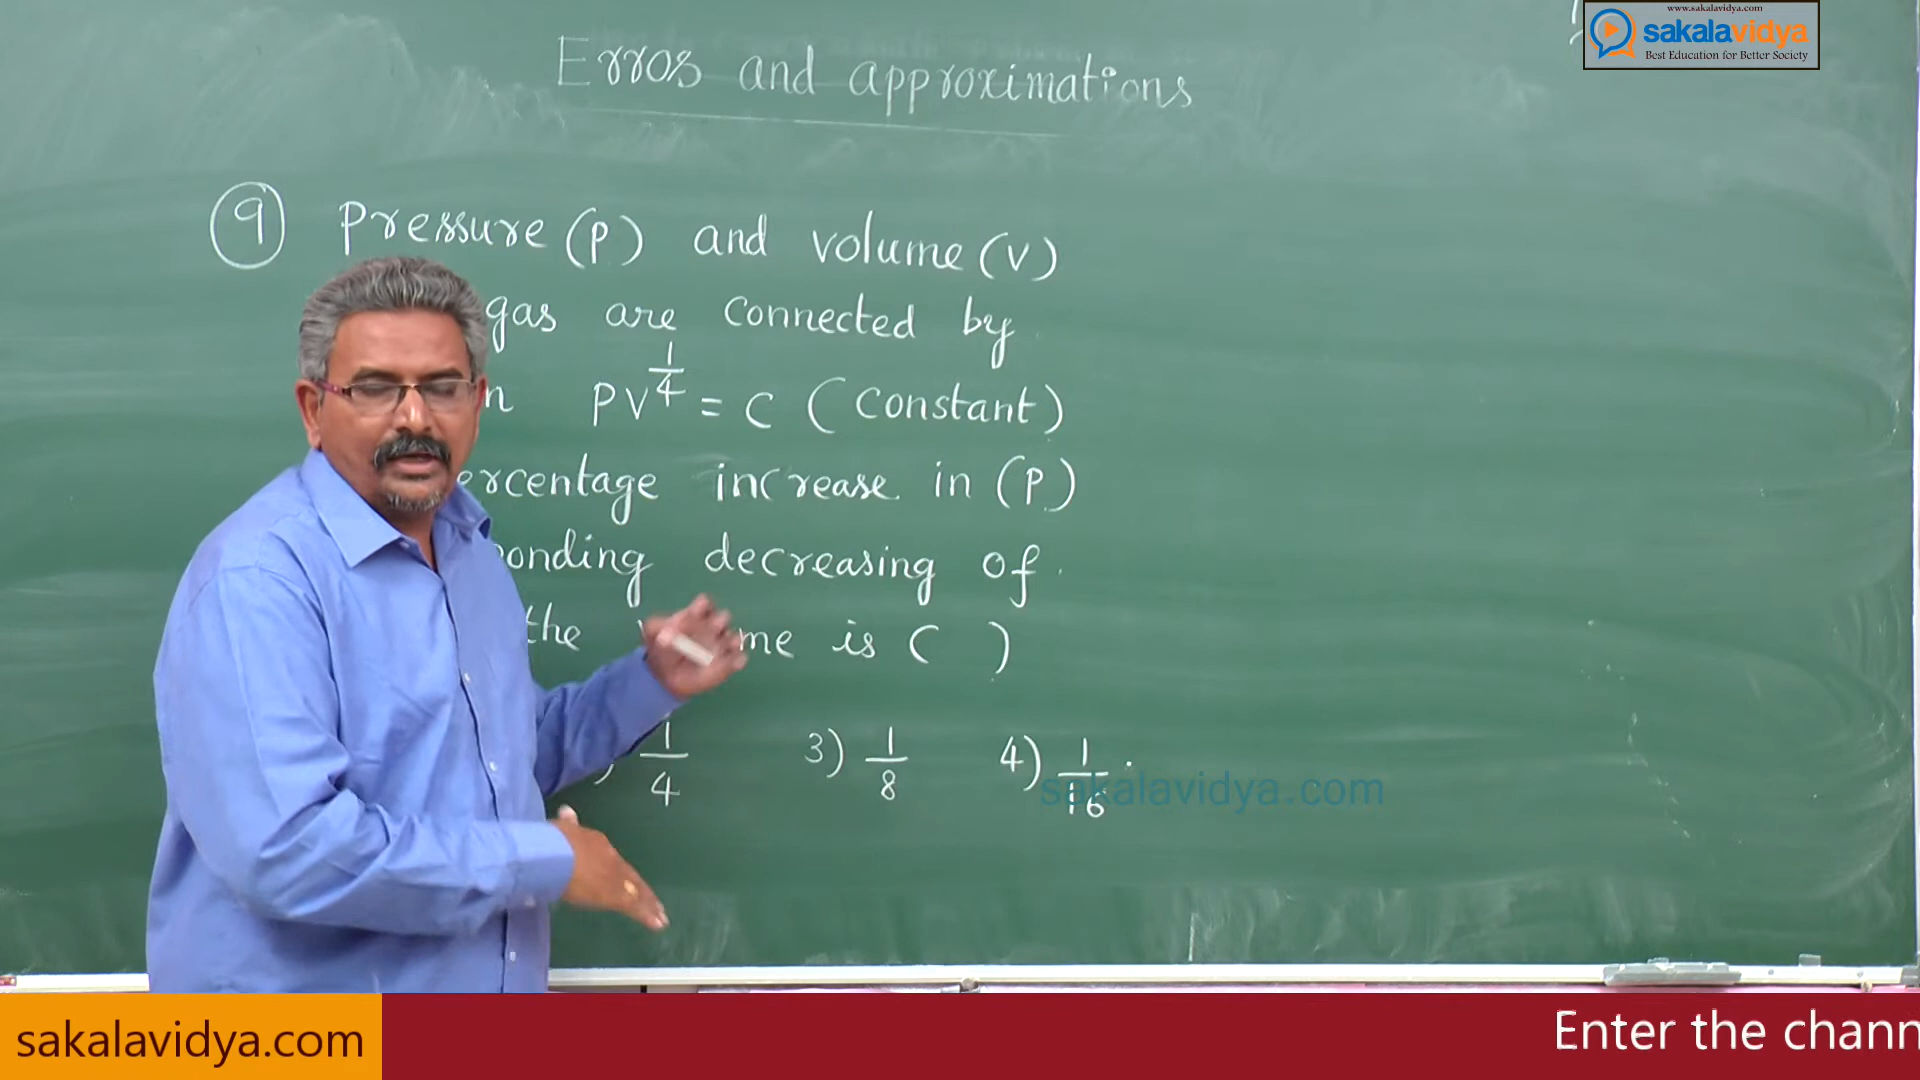 www.sakalavidya.com
sakalavidya
Best Education for Better Society
Erros and approximations
9 Pressure (P) and volume (V)
gas are connected by
n PV^1/4 = C (Constant)
ercentage increase in (P)
onding decreasing of
the me is ( )
) 1/4 3) 1/8 4) 1/16.
sakalavidya.com
sakalavidya.com
Enter the chann